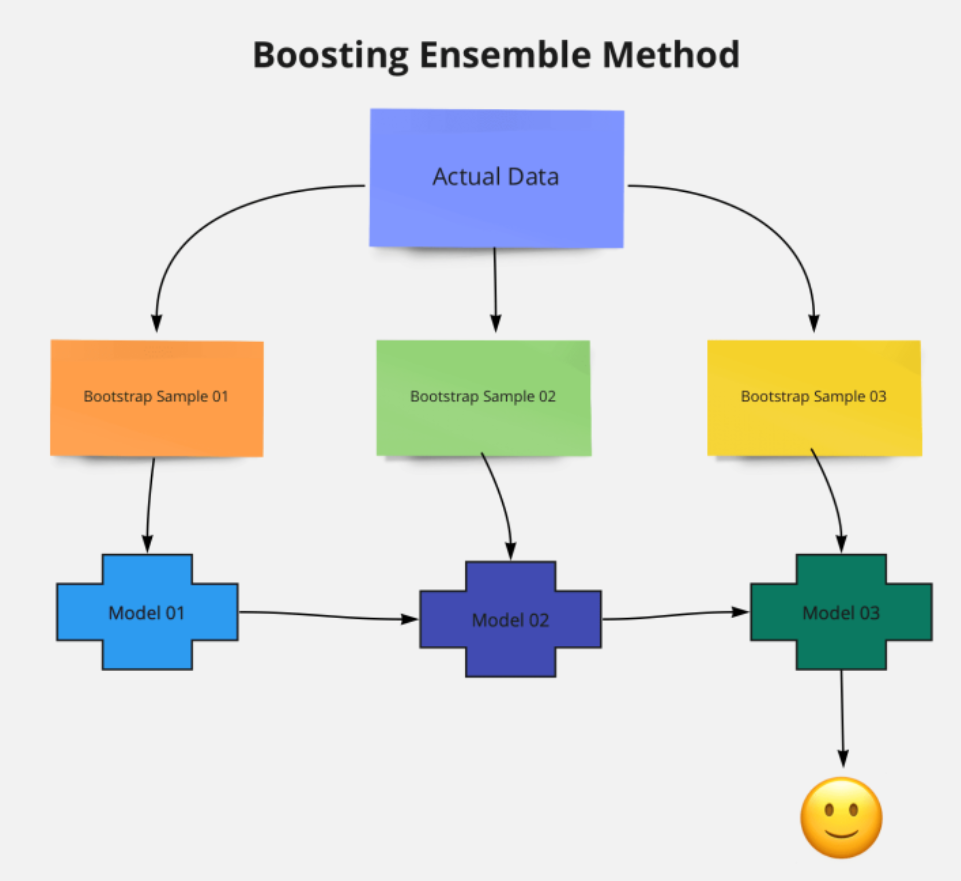 Boosting Ensemble Method
Actual Data
Bootstrap Sample 01
Bootstrap Sample 02
Bootstrap Sample 03
Model 01
Model 02
Model 03